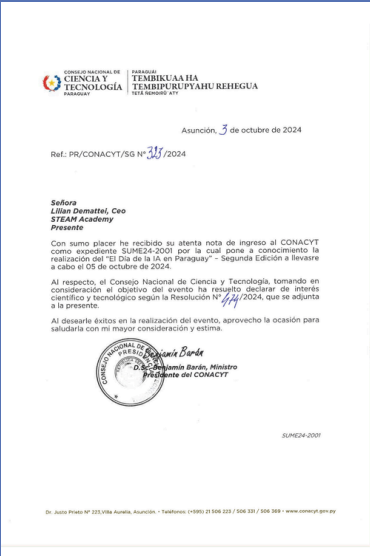 CONSEJO NACIONAL DE
CIENCIA Y
TECNOLOGÍA
PARAGUAY
PARAGUAI
TEMBIKUAA HA
TEMBIPURUPYAHU REHEGUA
TETÃ ÑEMOIRŨ ATY
Asunción, 3 de octubre de 2024
Ref.: PR/CONACYT/SG N° 323/2024
Señora
Lilian Demattei, Ceo
STEAM Academy
Presente
Con sumo placer he recibido su atenta nota de ingreso al CONACYT
como expediente SUME24-2001 por la cual pone a conocimiento la
realización del "El Día de la IA en Paraguay" – Segunda Edición a llevasre
a cabo el 05 de octubre de 2024.
Al respecto, el Consejo Nacional de Ciencia y Tecnología, tomando en
consideración el objetivo del evento ha resuelto declarar de interés
científico y tecnológico según la Resolución N° 474/2024, que se adjunta
a la presente.
Al desearle éxitos en la realización del evento, aprovecho la ocasión para
saludarla con mi mayor consideración y estima.
Benjamín Barán
D.Sc. Benjamín Barán, Ministro
Presidente del CONACYT
SUME24-2001
Dr. Justo Prieto N° 223, Villa Aurelia, Asunción. - Teléfonos: (+595) 21 506 223 / 506 331 / 506 369 - www.conacyt.gov.py